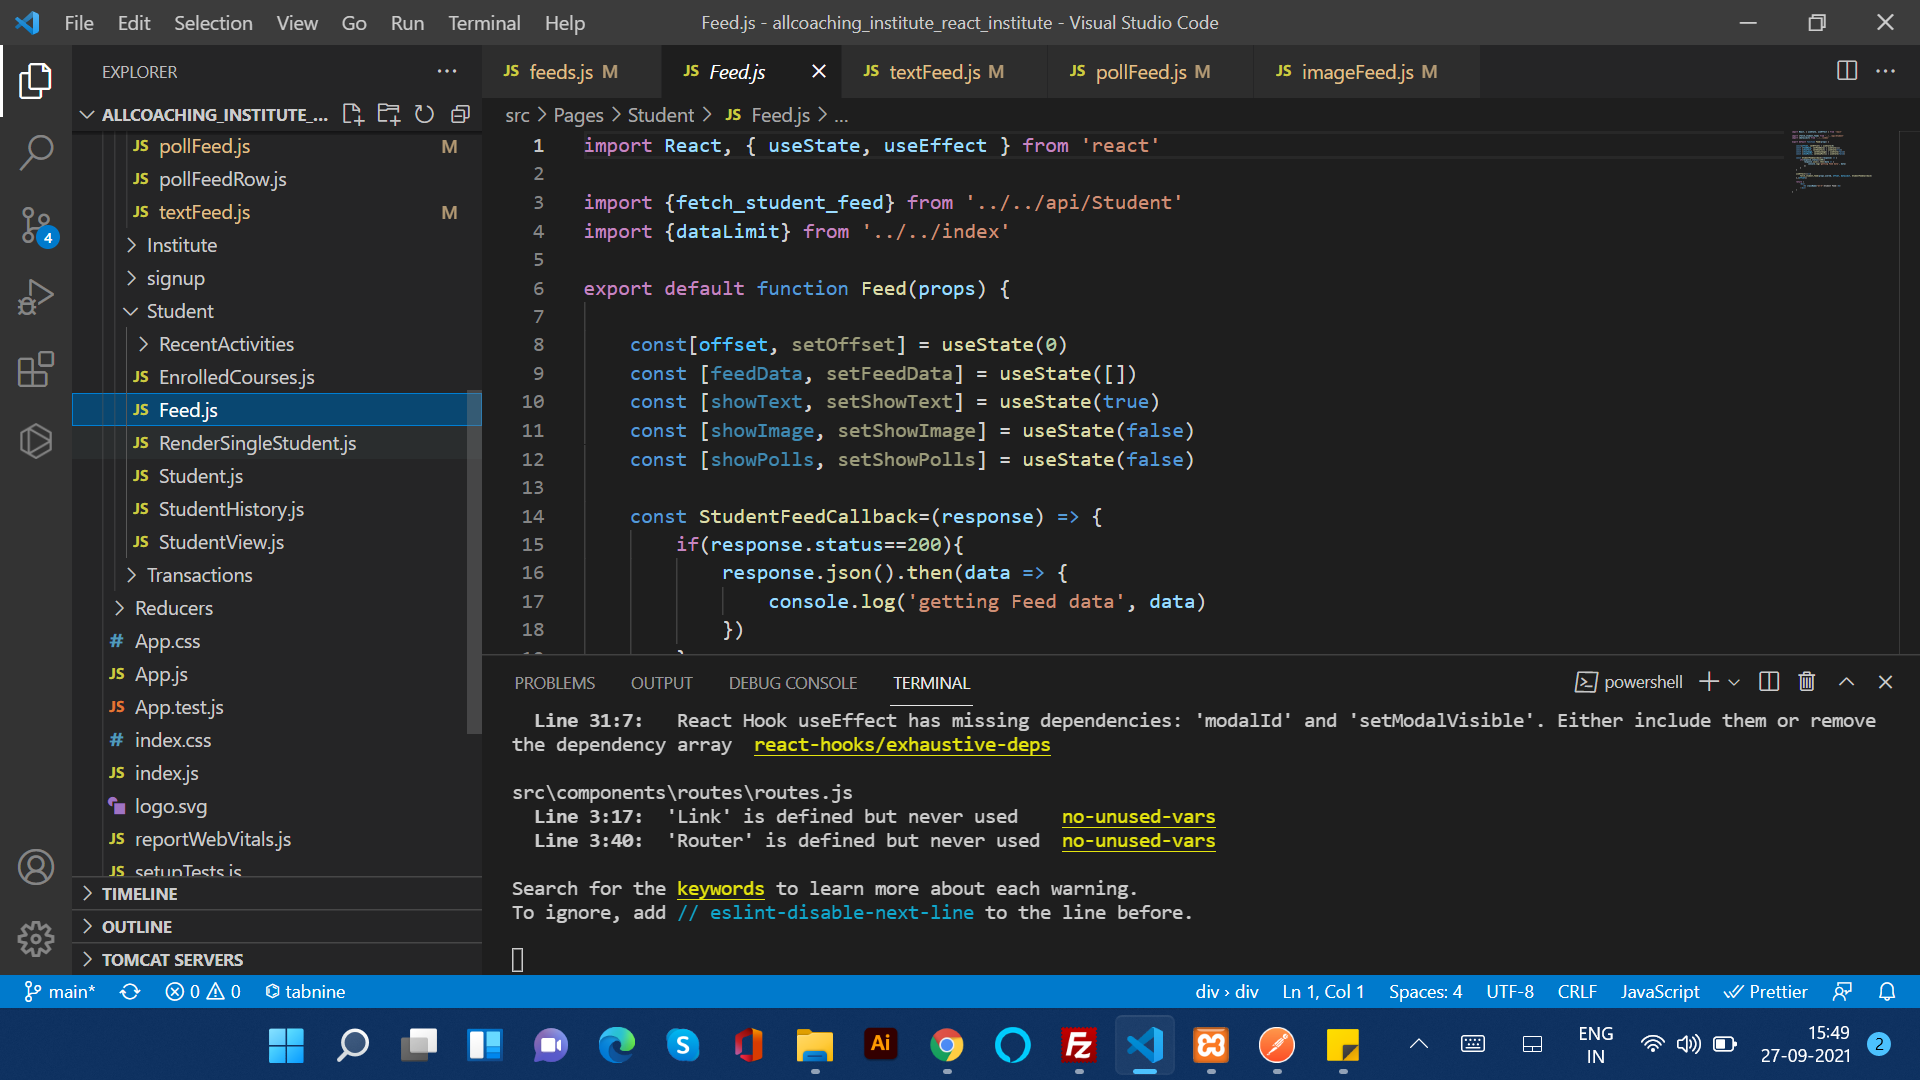 File Edit Selection View Go Run Terminal Help
Feed.js - allcoaching_institute_react_institute - Visual Studio Code
EXPLORER
feeds.js M
Feed.js
textFeed.js M
pollFeed.js M
imageFeed.js M
ALLCOACHING_INSTITUTE_...
src > Pages > Student > JS Feed.js > ...
JS pollFeed.js M
JS pollFeedRow.js
JS textFeed.js M
Institute
signup
Student
RecentActivities
JS EnrolledCourses.js
JS Feed.js
JS RenderSingleStudent.js
JS Student.js
JS StudentHistory.js
JS StudentView.js
Transactions
Reducers
# App.css
JS App.js
JS App.test.js
# index.css
JS index.js
logo.svg
JS reportWebVitals.js
JS setupTests.js
TIMELINE
OUTLINE
TOMCAT SERVERS
4
1 import React, { useState, useEffect } from 'react'
2
3 import {fetch_student_feed} from '../../api/Student'
4 import {dataLimit} from '../../index'
5
6 export default function Feed(props) {
7
8 const[offset, setOffset] = useState(0)
9 const [feedData, setFeedData] = useState([])
10 const [showText, setShowText] = useState(true)
11 const [showImage, setShowImage] = useState(false)
12 const [showPolls, setShowPolls] = useState(false)
13
14 const StudentFeedCallback=(response) => {
15 if(response.status==200){
16 response.json().then(data => {
17 console.log('getting Feed data', data)
18 })
PROBLEMS OUTPUT DEBUG CONSOLE TERMINAL
powershell
Line 31:7: React Hook useEffect has missing dependencies: 'modalId' and 'setModalVisible'. Either include them or remove
the dependency array react-hooks/exhaustive-deps
src\components\routes\routes.js
Line 3:17: 'Link' is defined but never used no-unused-vars
Line 3:40: 'Router' is defined but never used no-unused-vars
Search for the keywords to learn more about each warning.
To ignore, add // eslint-disable-next-line to the line before.
main* 0 0 tabnine
div › div Ln 1, Col 1 Spaces: 4 UTF-8 CRLF JavaScript Prettier
S
Ai
Fz
ENG
IN
15:49
27-09-2021
2